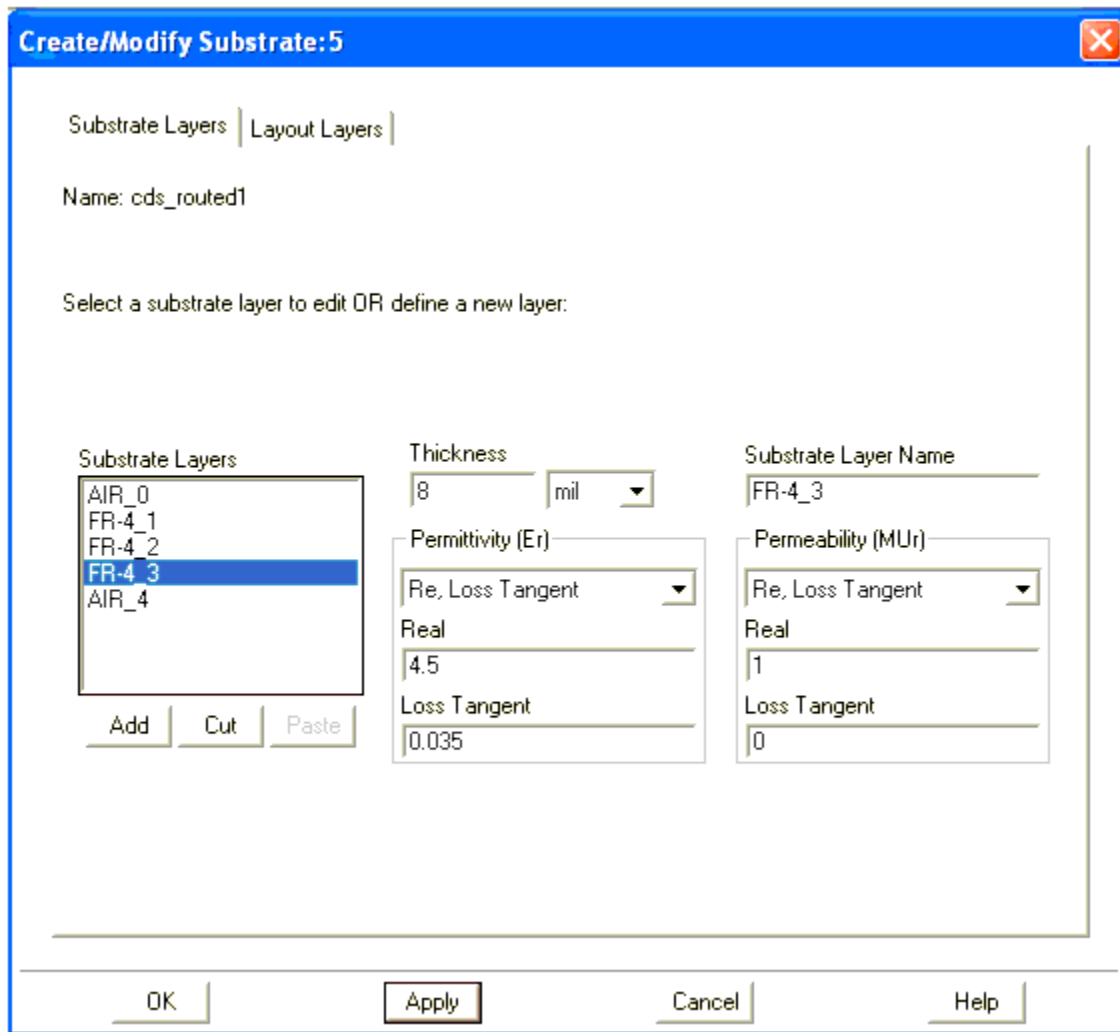 Create/Modify Substrate:5
Substrate Layers Layout Layers
Name: cds_routed1
Select a substrate layer to edit OR define a new layer:
Substrate Layers
AIR_0
FR-4_1
FR-4_2
FR-4_3
AIR_4
Add Cut Paste
Thickness
8 mil
Permittivity (Er)
Re, Loss Tangent
Real
4.5
Loss Tangent
0.035
Substrate Layer Name
FR-4_3
Permeability (MUr)
Re, Loss Tangent
Real
1
Loss Tangent
0
OK Apply Cancel Help